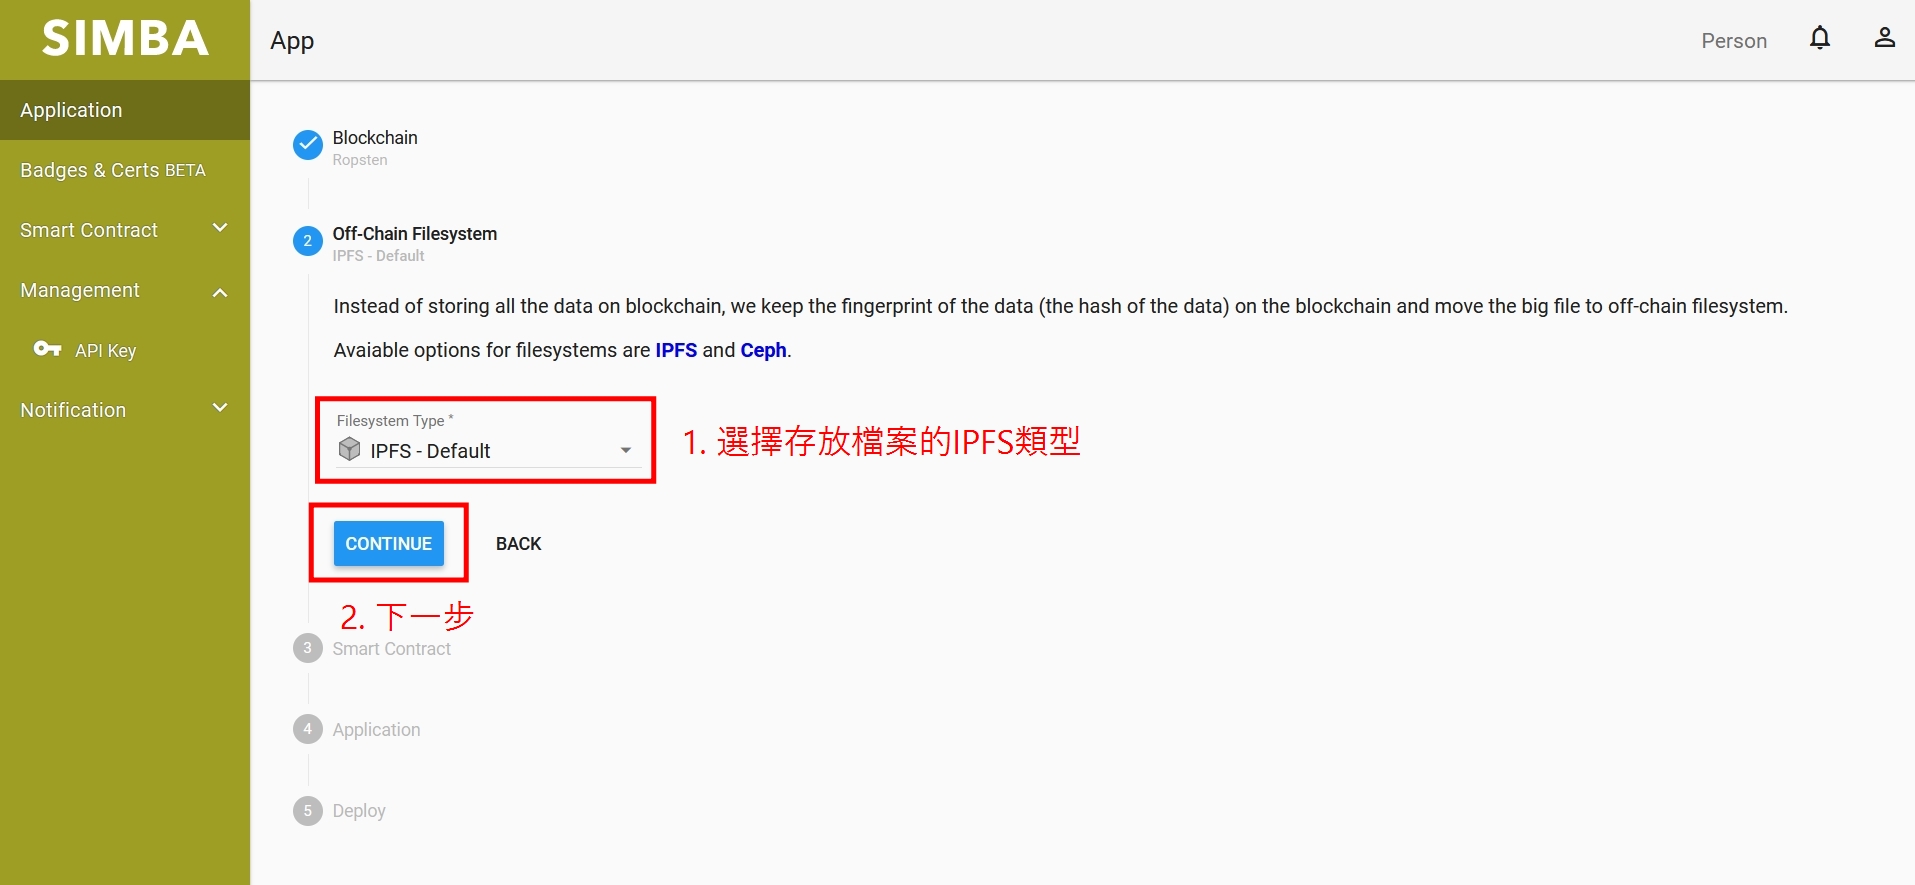 SIMBA
App
Person
Application
Badges & Certs BETA
Smart Contract
Management
API Key
Notification
Blockchain
Ropsten
2
Off-Chain Filesystem
IPFS - Default
Instead of storing all the data on blockchain, we keep the fingerprint of the data (the hash of the data) on the blockchain and move the big file to off-chain filesystem.
Avaiable options for filesystems are IPFS and Ceph.
Filesystem Type *
IPFS - Default
1. 選擇存放檔案的IPFS類型
CONTINUE
BACK
2. 下一步
3 Smart Contract
4 Application
5 Deploy